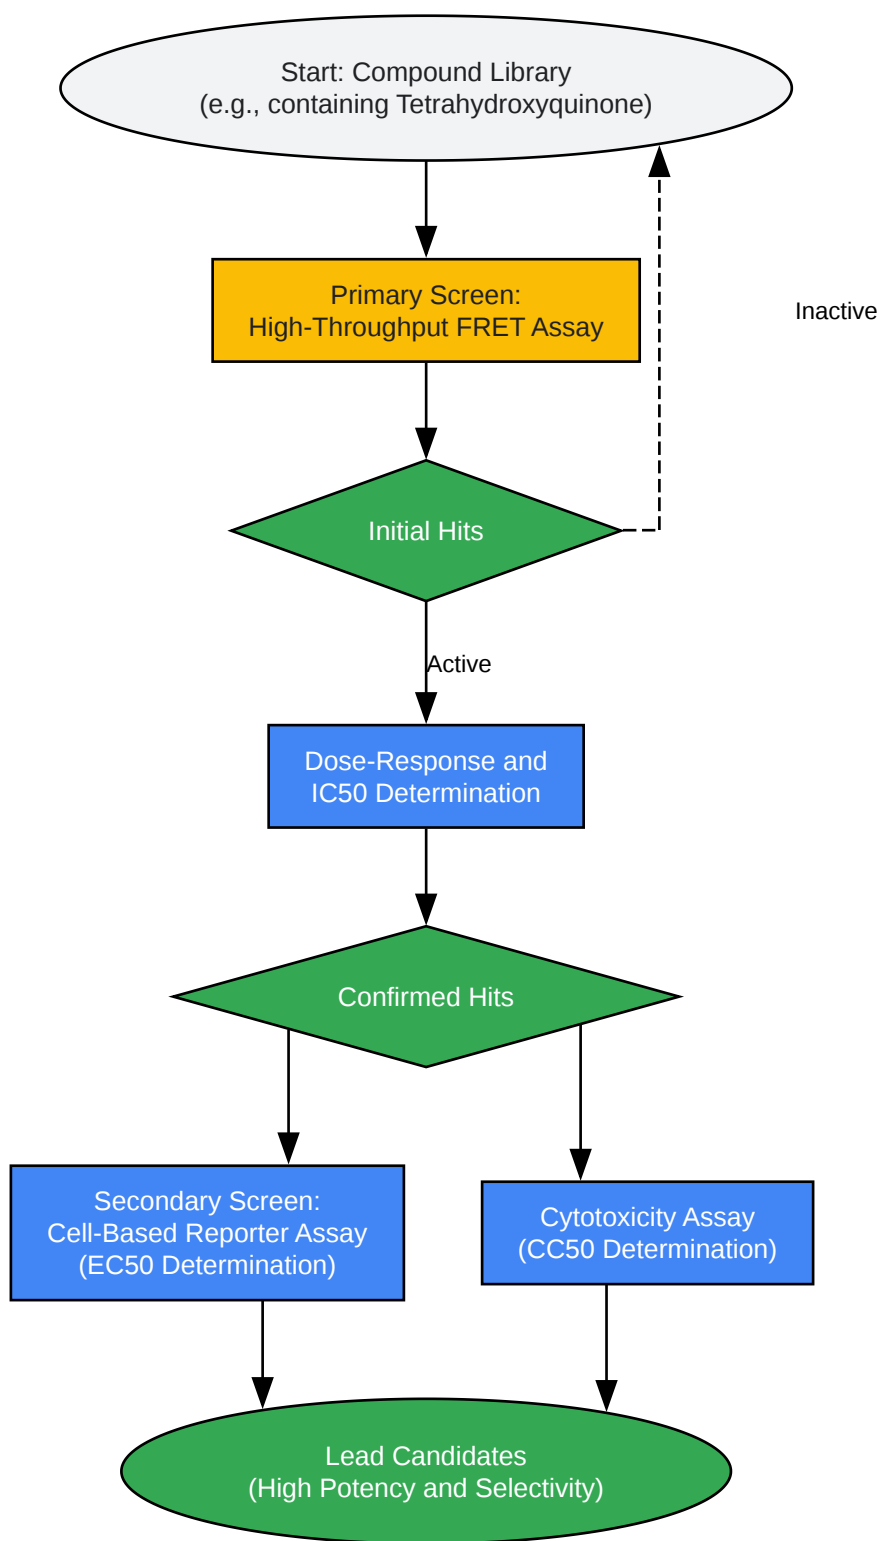 Start: Compound Library
(e.g., containing Tetrahydroxyquinone)
Primary Screen:
High-Throughput FRET Assay
Inactive
Initial Hits
Active
Dose-Response and
IC50 Determination
Confirmed Hits
Secondary Screen:
Cell-Based Reporter Assay
(EC50 Determination)
Cytotoxicity Assay
(CC50 Determination)
Lead Candidates
(High Potency and Selectivity)